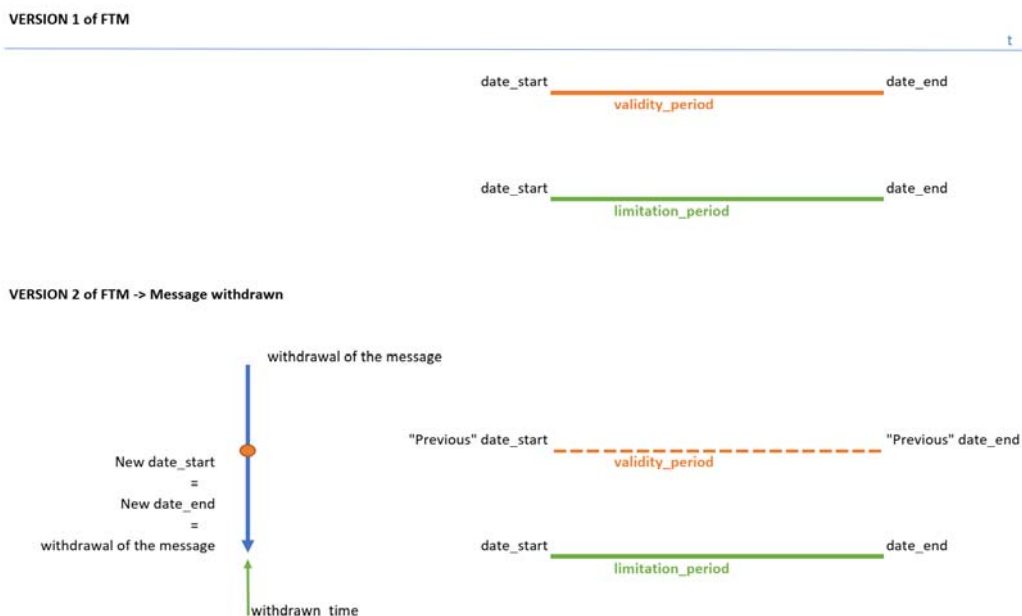 VERSION 1 of FTM
t
date_start
date_end
validity_period
date_start
date_end
limitation_period
VERSION 2 of FTM -> Message withdrawn
withdrawal of the message
"Previous" date_start
"Previous" date_end
validity_period
New date_start
=
New date_end
=
withdrawal of the message
date_start
date_end
limitation_period
withdrawn_time